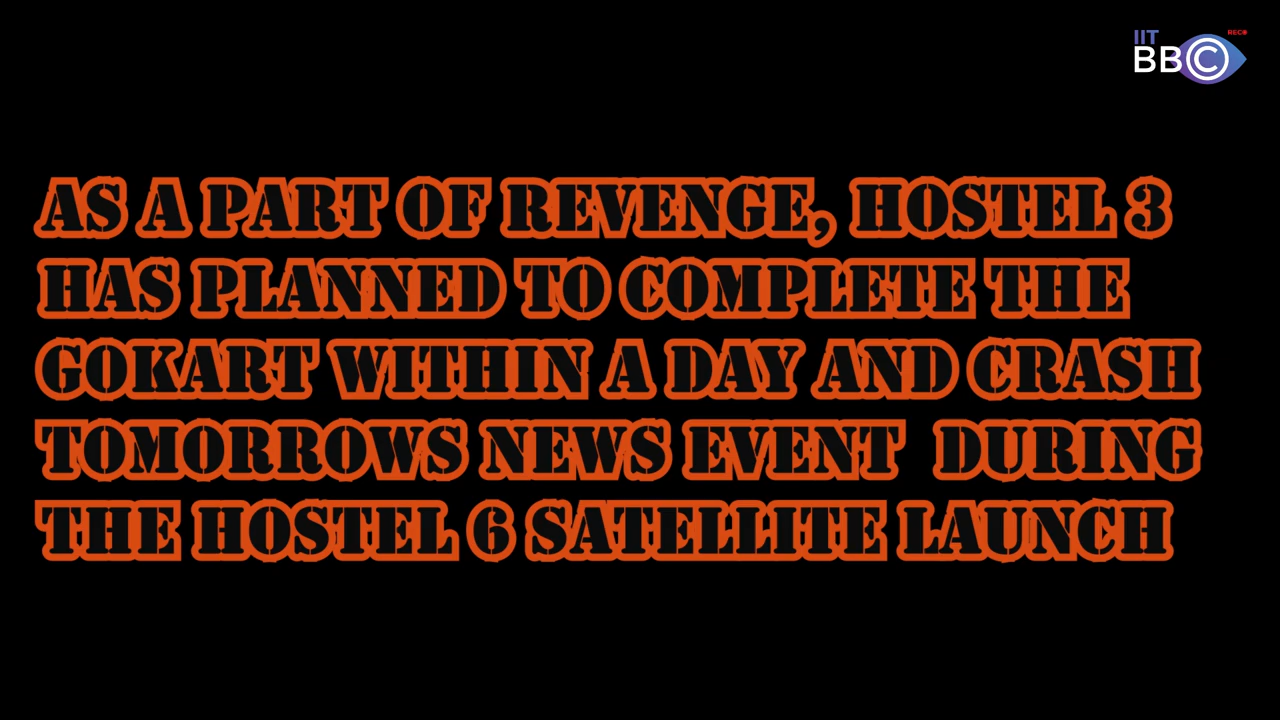 IIT
BBC
REC
AS A PART OF REVENGE, HOSTEL 3
HAS PLANNED TO COMPLETE THE
GOKART WITHIN A DAY AND CRASH
TOMORROWS NEWS EVENT  DURING
THE HOSTEL 6 SATELLITE LAUNCH